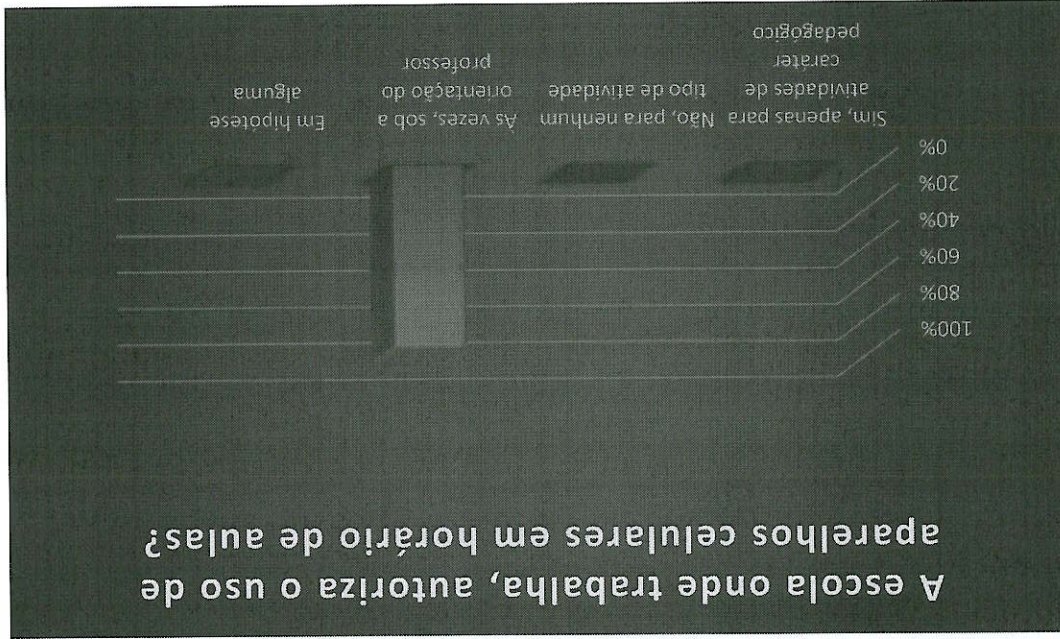 A escola onde trabalha, autoriza o uso de
aparelhos celulares em horário de aulas?
100%
80%
60%
40%
20%
0%
Sim, apenas para
atividades de
caráter
pedagógico
Não, para nenhum
tipo de atividade
Às vezes, sob a
orientação do
professor
Em hipótese
alguma